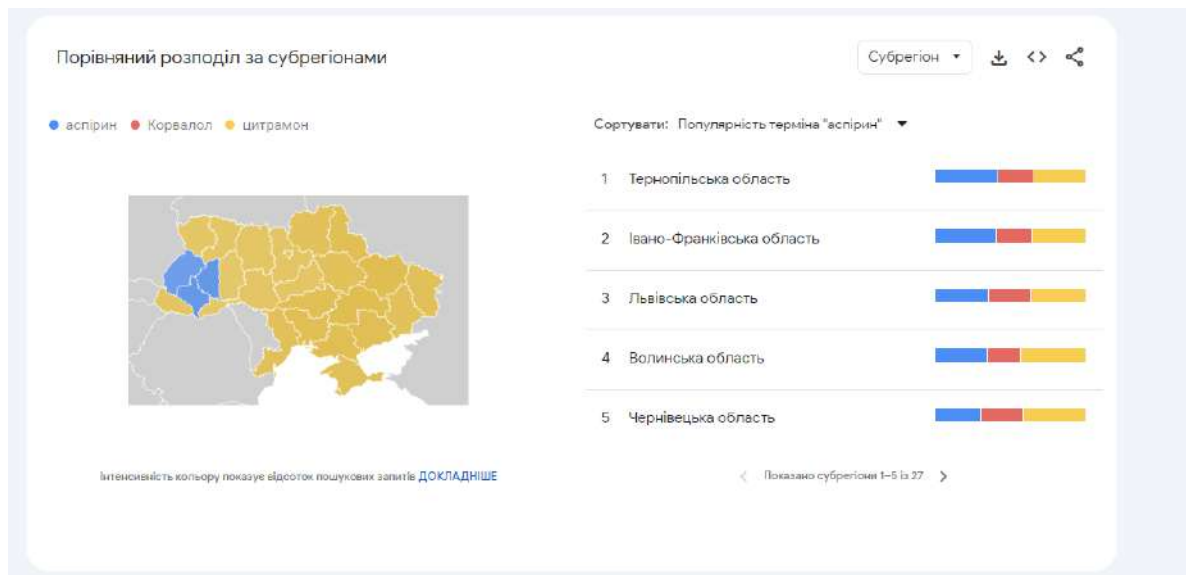 Порівняний розподіл за субрегіонами
Субрегіон
аспірин Корвалол цитрамон
Сортувати: Популярність терміна "аспірин"
1 Тернопільська область
2 Івано-Франківська область
3 Львівська область
4 Волинська область
5 Чернівецька область
Інтенсивність кольору показує відсоток пошукових запитів ДОКЛАДНІШЕ
Показано субрегіони 1–5 із 27